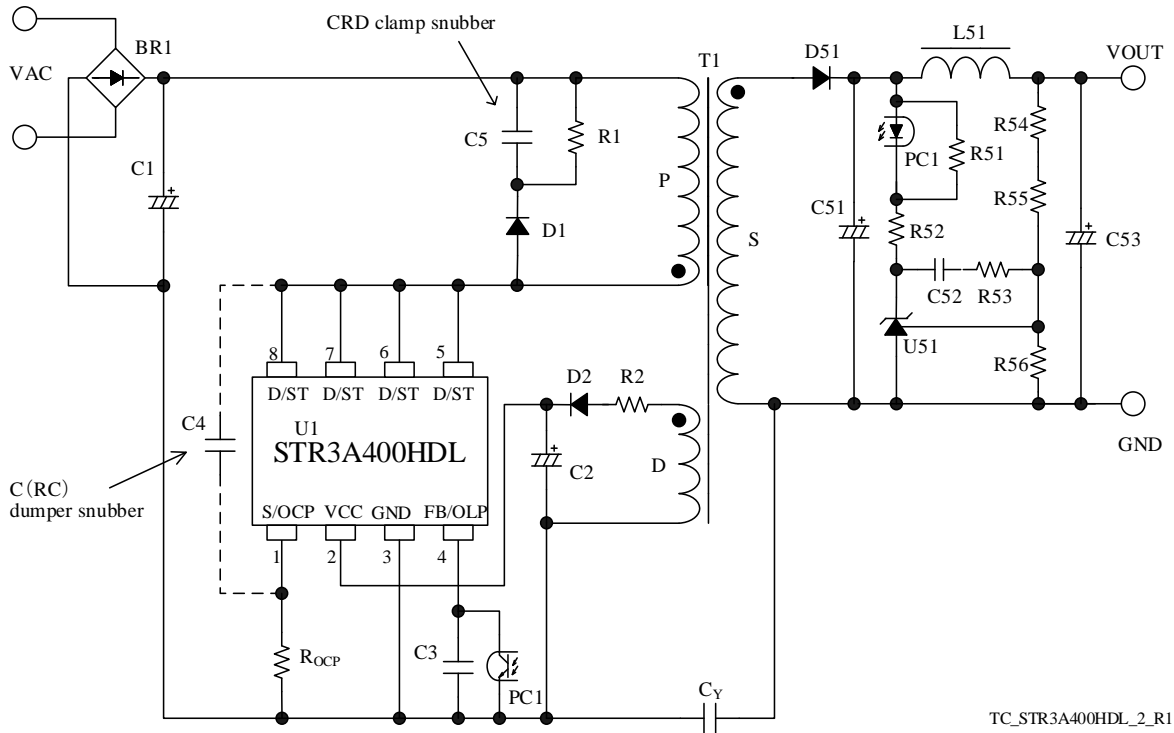 CRD clamp snubber
L51
BR1
D51
VOUT
T1
VAC
C5
R1
R54
PC1
R51
C1
P
R55
C51
D1
R52
S
C53
C52
R53
U51
R56
8
7
6
5
D/ST
D/ST
D/ST
D/ST
D2
R2
C4
U1
STR3A400HDL
C2
D
GND
C(RC)
dumper snubber
S/OCP
VCC
GND
FB/OLP
1
2
3
4
C3
ROCP
PC1
CY
TC_STR3A400HDL_2_R1